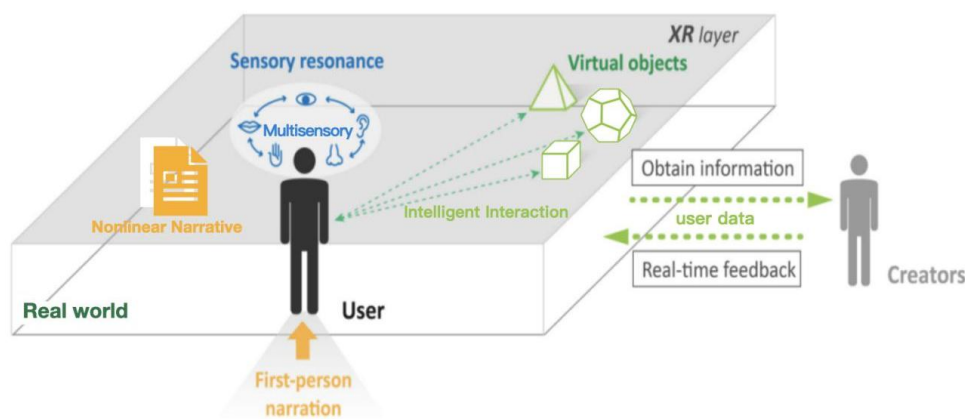 XR layer
Sensory resonance
Virtual objects
Multisensory
Nonlinear Narrative
Intelligent Interaction
Obtain information
user data
Real-time feedback
Creators
Real world
User
First-person
narration